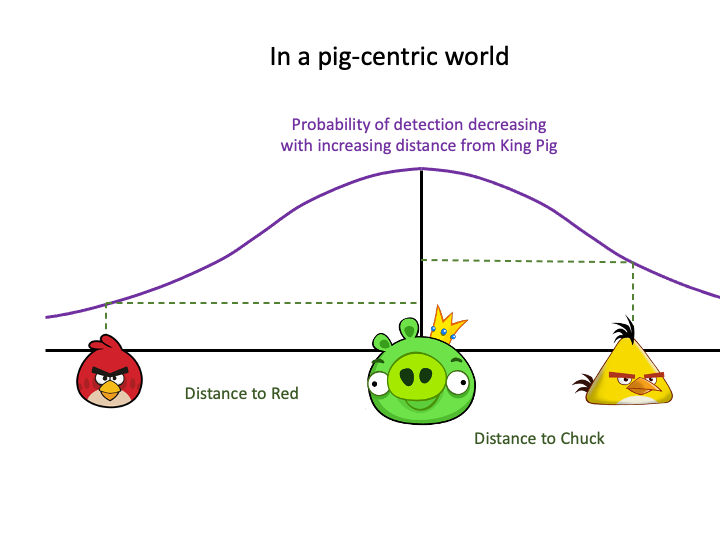 In a pig-centric world
Probability of detection decreasing
with increasing distance from King Pig
Distance to Red
Distance to Chuck